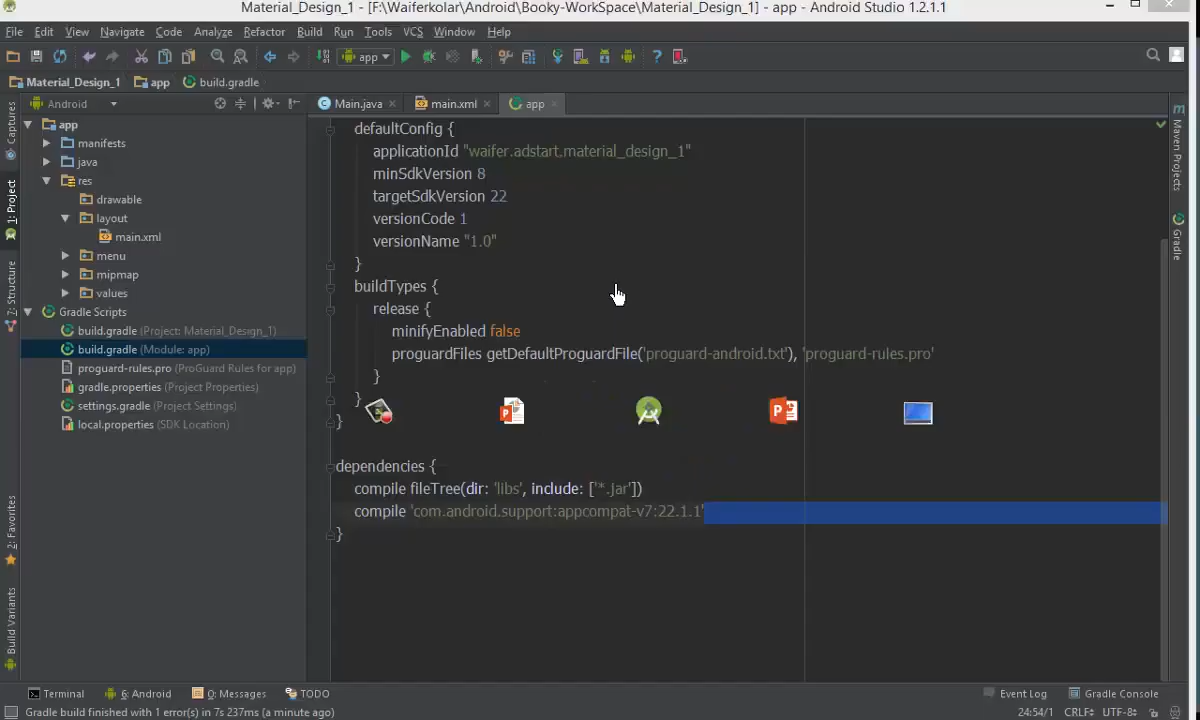 Material_Design_1 - [F:\Waiferkolar\Android\Booky-WorkSpace\Material_Design_1] - app - Android Studio 1.2.1.1
File Edit View Navigate Code Analyze Refactor Build Run Tools VCS Window Help
app
Material_Design_1 app build.gradle
Android
Main.java main.xml app
Captures
1: Project
7: Structure
2: Favorites
Build Variants
app
manifests
java
res
drawable
layout
main.xml
menu
mipmap
values
Gradle Scripts
build.gradle (Project: Material_Design_1)
build.gradle (Module: app)
proguard-rules.pro (ProGuard Rules for app)
gradle.properties (Project Properties)
settings.gradle (Project Settings)
local.properties (SDK Location)
defaultConfig {
applicationId "waifer.adstart.material_design_1"
minSdkVersion 8
targetSdkVersion 22
versionCode 1
versionName "1.0"
}
buildTypes {
release {
minifyEnabled false
proguardFiles getDefaultProguardFile('proguard-android.txt'), 'proguard-rules.pro'
}
}
}
dependencies {
compile fileTree(dir: 'libs', include: ['*.jar'])
compile 'com.android.support:appcompat-v7:22.1.1'
}
m
Maven Projects
Gradle
Terminal 6: Android 0: Messages TODO Event Log Gradle Console
Gradle build finished with 1 error(s) in 7s 237ms (a minute ago) 24:54/1 CRLF UTF-8